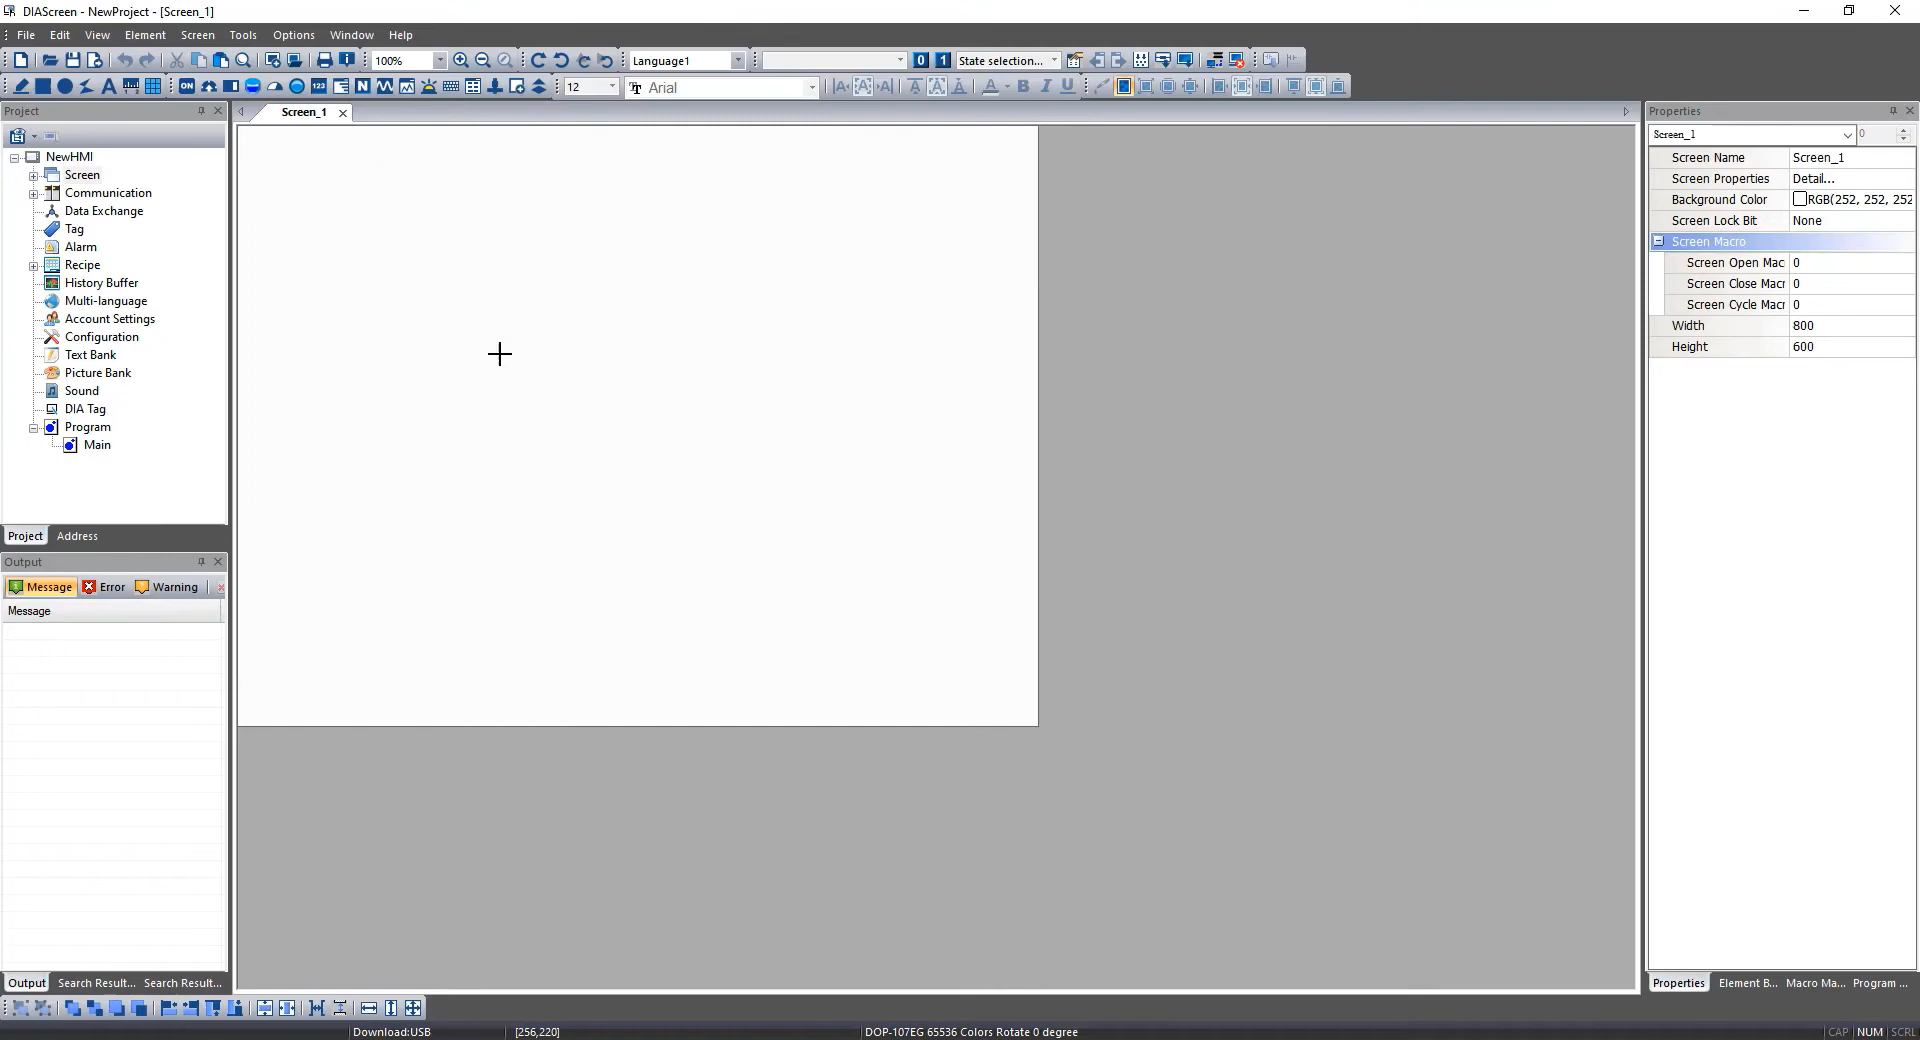 DIAScreen - NewProject - [Screen_1]
File Edit View Element Screen Tools Options Window Help
100% Language1 0 1 State selection...
12 Arial
Project
Screen_1
Properties
NewHMI
Screen
Communication
Data Exchange
Tag
Alarm
Recipe
History Buffer
Multi-language
Account Settings
Configuration
Text Bank
Picture Bank
Sound
DIA Tag
Program
Main
Project Address
Output
Message Error Warning
Message
Output Search Result... Search Result...
Screen_1 0
Screen Name Screen_1
Screen Properties Detail...
Background Color RGB(252, 252, 252
Screen Lock Bit None
Screen Macro
Screen Open Mac 0
Screen Close Macr 0
Screen Cycle Macr 0
Width 800
Height 600
Properties Element B... Macro Ma... Program ...
Download:USB [256,220] DOP-107EG 65536 Colors Rotate 0 degree CAP NUM SCRL